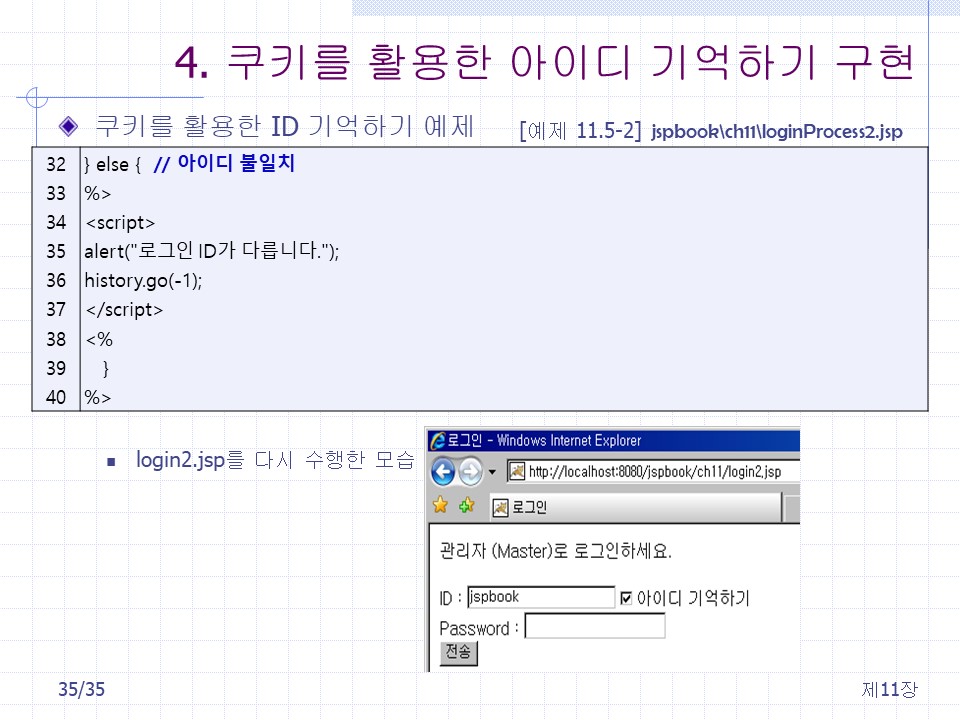 4. 쿠키를 활용한 아이디 기억하기 구현
쿠키를 활용한 ID 기억하기 예제
[예제 11.5-2] jspbook\ch11\loginProcess2.jsp
32 } else { // 아이디 불일치
33 %>
34 <script>
35 alert("로그인 ID가 다릅니다.");
36 history.go(-1);
37 </script>
38 <%
39 }
40 %>
login2.jsp를 다시 수행한 모습
로그인 - Windows Internet Explorer
http://localhost:8080/jspbook/ch11/login2.jsp
로그인
관리자 (Master)로 로그인하세요.
ID : jspbook 아이디 기억하기
Password :
전송
35/35
제11장